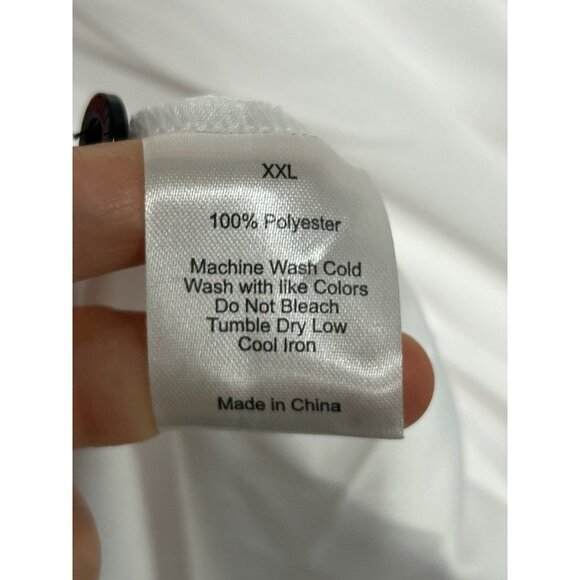 XXL
100% Polyester
Machine Wash Cold
Wash with like Colors
Do Not Bleach
Tumble Dry Low
Cool Iron
Made in China